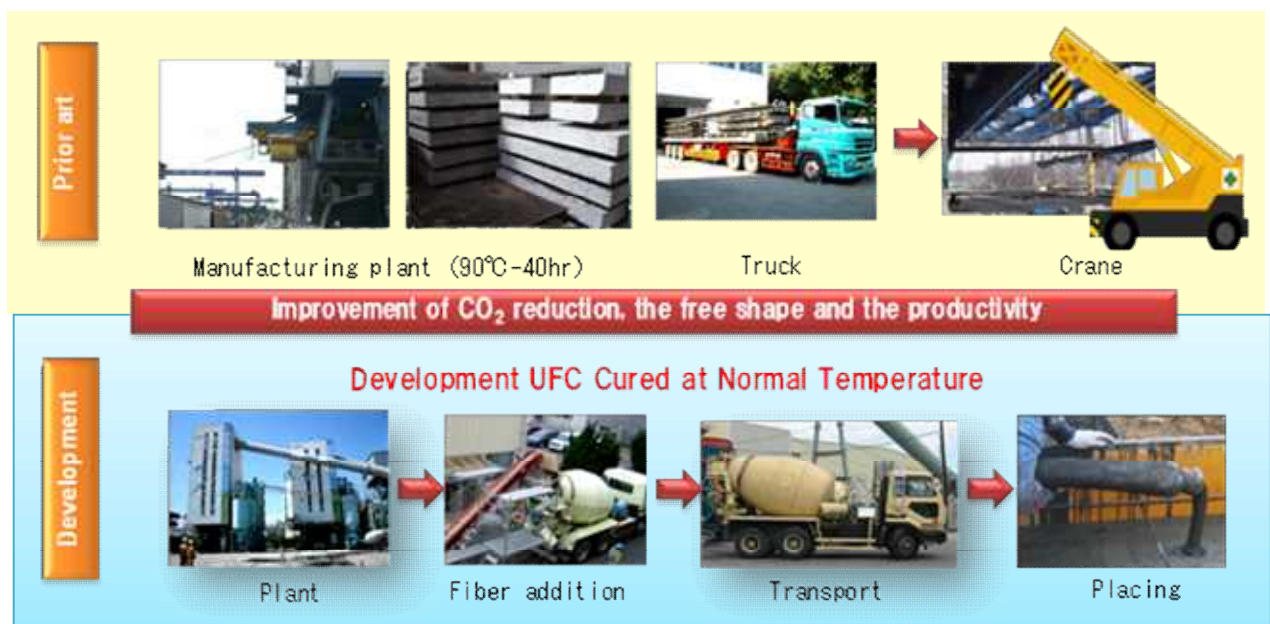 Prior art
Manufacturing plant (90℃-40hr)
Truck
Crane
Improvement of CO₂ reduction, the free shape and the productivity
Development UFC Cured at Normal Temperature
Development
Plant
Fiber addition
Transport
Placing